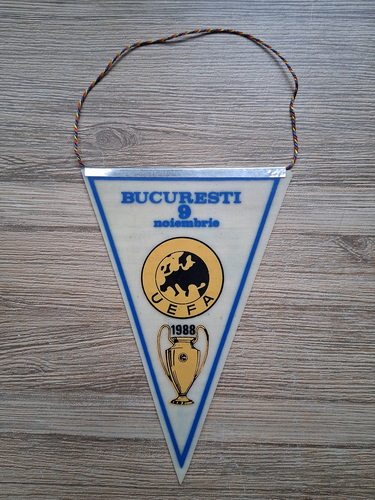 BUCURESTI
9
noiembrie
UEFA
1988